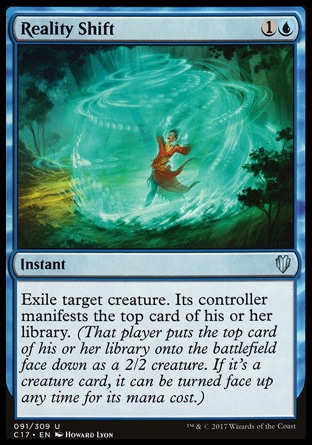 Reality Shift 1
Instant
Exile target creature. Its controller
manifests the top card of his or her
library. (That player puts the top card
of his or her library onto the battlefield
face down as a 2/2 creature. If it's a
creature card, it can be turned face up
any time for its mana cost.)
091/309 U
C17 • EN Howard Lyon ™ & © 2017 Wizards of the Coast